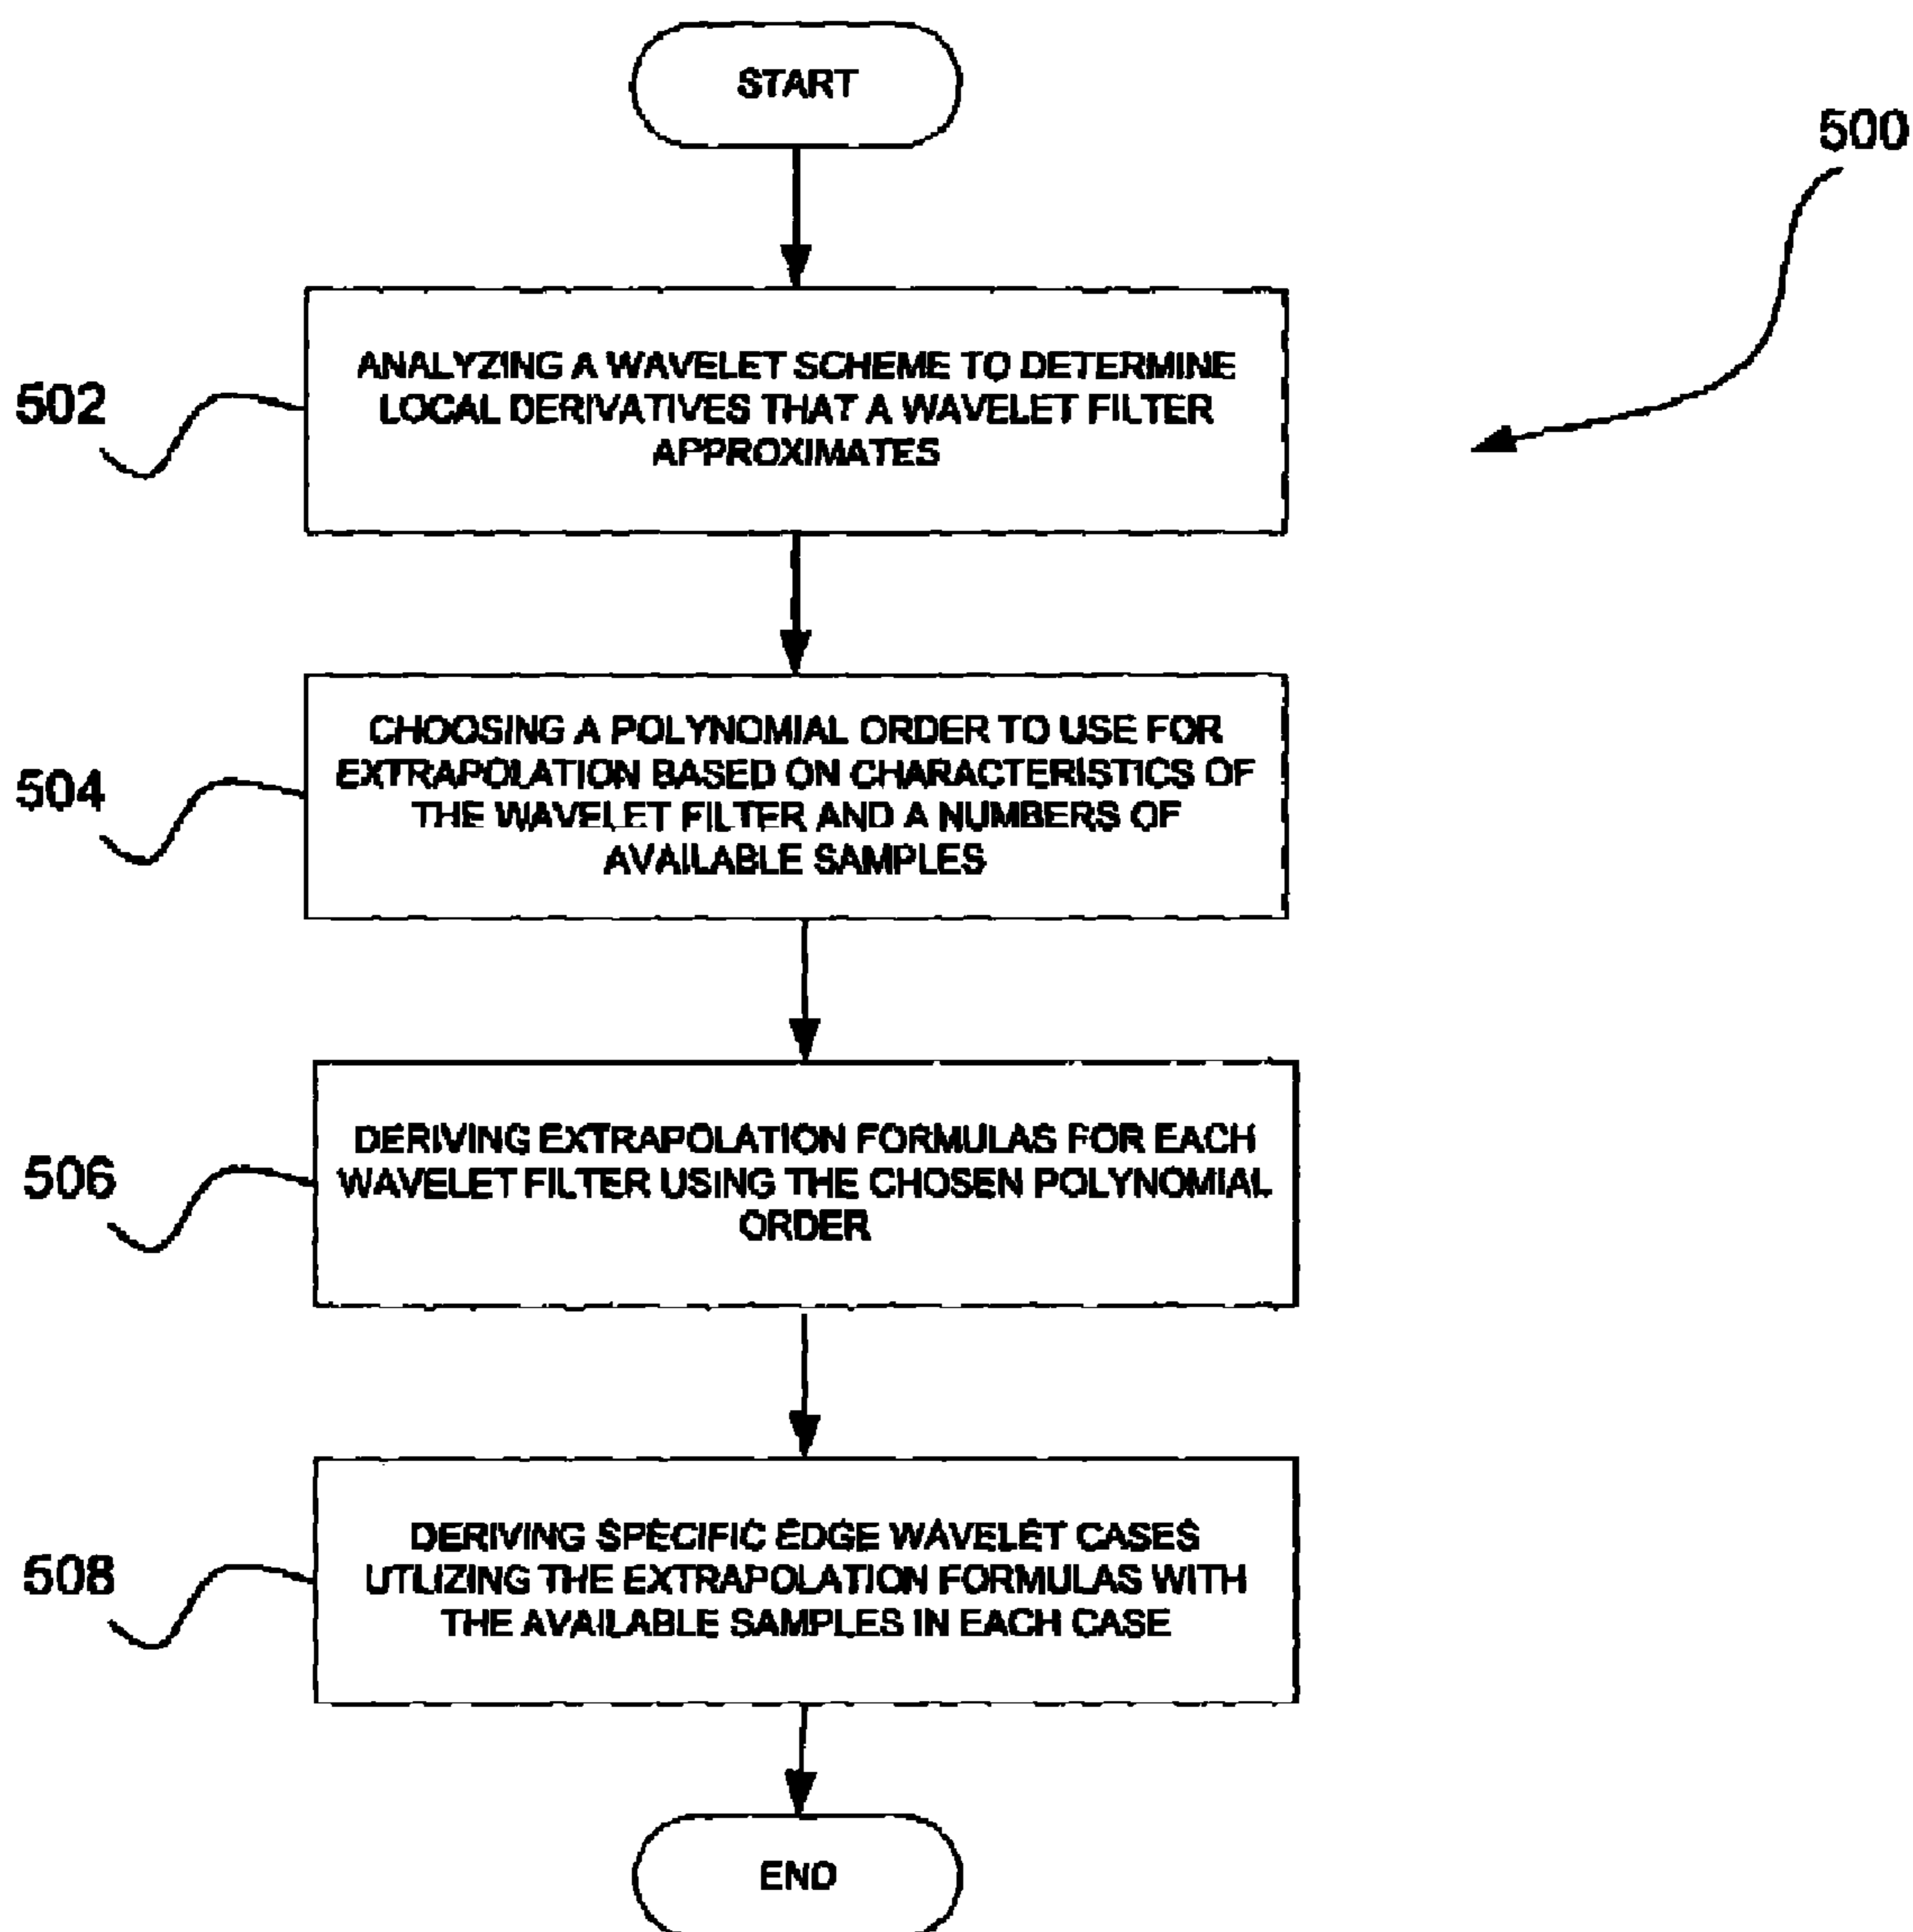 START
500
ANALYZING A WAVELET SCHEME TO DETERMINE
LOCAL DERIVATIVES THAT A WAVELET FILTER
APPROXIMATES
502
CHOOSING A POLYNOMIAL ORDER TO USE FOR
EXTRAPOLATION BASED ON CHARACTERISTICS OF
THE WAVELET FILTER AND A NUMBERS OF
AVAILABLE SAMPLES
504
DERIVING EXTRAPOLATION FORMULAS FOR EACH
WAVELET FILTER USING THE CHOSEN POLYNOMIAL
ORDER
506
DERIVING SPECIFIC EDGE WAVELET CASES
UTLIZING THE EXTRAPOLATION FORMULAS WITH
THE AVAILABLE SAMPLES IN EACH CASE
508
END